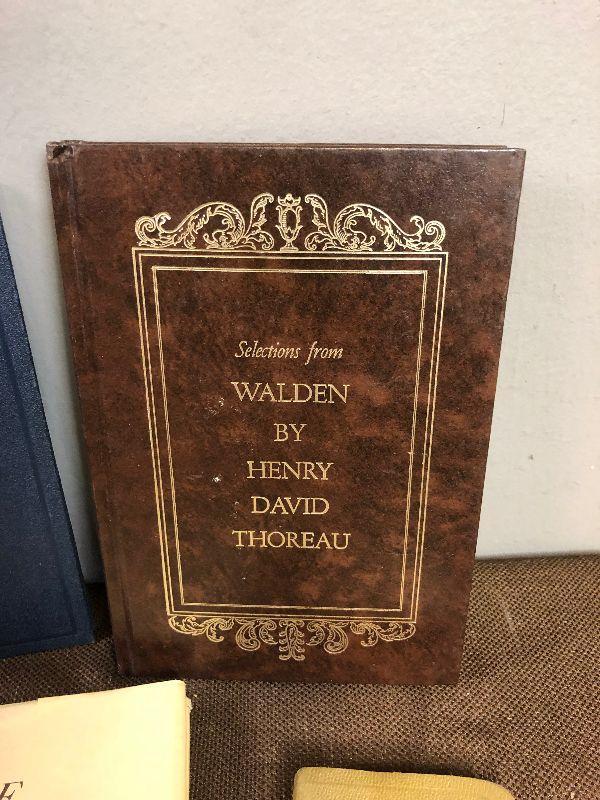 Selections from
WALDEN
BY
HENRY
DAVID
THOREAU